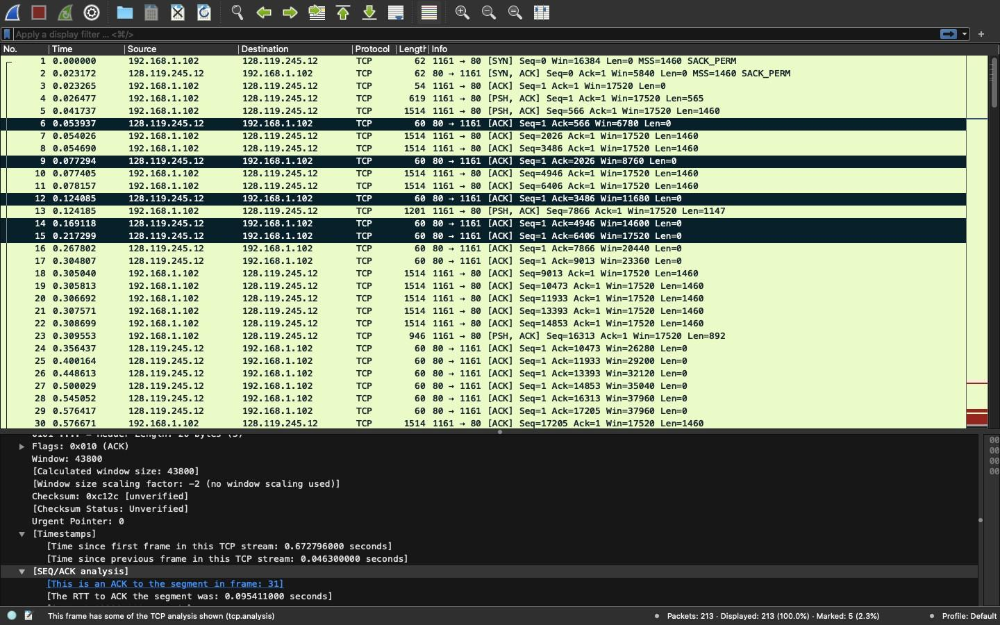 Apply a display filter ... <⌘/>
No. Time Source Destination Protocol Length Info
1 0.000000 192.168.1.102 128.119.245.12 TCP 62 1161 → 80 [SYN] Seq=0 Win=16384 Len=0 MSS=1460 SACK_PERM
2 0.023172 128.119.245.12 192.168.1.102 TCP 62 80 → 1161 [SYN, ACK] Seq=0 Ack=1 Win=5840 Len=0 MSS=1460 SACK_PERM
3 0.023265 192.168.1.102 128.119.245.12 TCP 54 1161 → 80 [ACK] Seq=1 Ack=1 Win=17520 Len=0
4 0.026477 192.168.1.102 128.119.245.12 TCP 619 1161 → 80 [PSH, ACK] Seq=1 Ack=1 Win=17520 Len=565
5 0.041737 192.168.1.102 128.119.245.12 TCP 1514 1161 → 80 [PSH, ACK] Seq=566 Ack=1 Win=17520 Len=1460
6 0.053937 128.119.245.12 192.168.1.102 TCP 60 80 → 1161 [ACK] Seq=1 Ack=566 Win=6780 Len=0
7 0.054026 192.168.1.102 128.119.245.12 TCP 1514 1161 → 80 [ACK] Seq=2026 Ack=1 Win=17520 Len=1460
8 0.054690 192.168.1.102 128.119.245.12 TCP 1514 1161 → 80 [ACK] Seq=3486 Ack=1 Win=17520 Len=1460
9 0.077294 128.119.245.12 192.168.1.102 TCP 60 80 → 1161 [ACK] Seq=1 Ack=2026 Win=8760 Len=0
10 0.077405 192.168.1.102 128.119.245.12 TCP 1514 1161 → 80 [ACK] Seq=4946 Ack=1 Win=17520 Len=1460
11 0.078157 192.168.1.102 128.119.245.12 TCP 1514 1161 → 80 [ACK] Seq=6406 Ack=1 Win=17520 Len=1460
12 0.124085 128.119.245.12 192.168.1.102 TCP 60 80 → 1161 [ACK] Seq=1 Ack=3486 Win=11680 Len=0
13 0.124185 192.168.1.102 128.119.245.12 TCP 1201 1161 → 80 [PSH, ACK] Seq=7866 Ack=1 Win=17520 Len=1147
14 0.169118 128.119.245.12 192.168.1.102 TCP 60 80 → 1161 [ACK] Seq=1 Ack=4946 Win=14600 Len=0
15 0.217299 128.119.245.12 192.168.1.102 TCP 60 80 → 1161 [ACK] Seq=1 Ack=6406 Win=17520 Len=0
16 0.267802 128.119.245.12 192.168.1.102 TCP 60 80 → 1161 [ACK] Seq=1 Ack=7866 Win=20440 Len=0
17 0.304807 128.119.245.12 192.168.1.102 TCP 60 80 → 1161 [ACK] Seq=1 Ack=9013 Win=23360 Len=0
18 0.305040 192.168.1.102 128.119.245.12 TCP 1514 1161 → 80 [ACK] Seq=9013 Ack=1 Win=17520 Len=1460
19 0.305813 192.168.1.102 128.119.245.12 TCP 1514 1161 → 80 [ACK] Seq=10473 Ack=1 Win=17520 Len=1460
20 0.306692 192.168.1.102 128.119.245.12 TCP 1514 1161 → 80 [ACK] Seq=11933 Ack=1 Win=17520 Len=1460
21 0.307571 192.168.1.102 128.119.245.12 TCP 1514 1161 → 80 [ACK] Seq=13393 Ack=1 Win=17520 Len=1460
22 0.308699 192.168.1.102 128.119.245.12 TCP 1514 1161 → 80 [ACK] Seq=14853 Ack=1 Win=17520 Len=1460
23 0.309553 192.168.1.102 128.119.245.12 TCP 946 1161 → 80 [PSH, ACK] Seq=16313 Ack=1 Win=17520 Len=892
24 0.356437 128.119.245.12 192.168.1.102 TCP 60 80 → 1161 [ACK] Seq=1 Ack=10473 Win=26280 Len=0
25 0.400164 128.119.245.12 192.168.1.102 TCP 60 80 → 1161 [ACK] Seq=1 Ack=11933 Win=29200 Len=0
26 0.448613 128.119.245.12 192.168.1.102 TCP 60 80 → 1161 [ACK] Seq=1 Ack=13393 Win=32120 Len=0
27 0.500029 128.119.245.12 192.168.1.102 TCP 60 80 → 1161 [ACK] Seq=1 Ack=14853 Win=35040 Len=0
28 0.545052 128.119.245.12 192.168.1.102 TCP 60 80 → 1161 [ACK] Seq=1 Ack=16313 Win=37960 Len=0
29 0.576417 128.119.245.12 192.168.1.102 TCP 60 80 → 1161 [ACK] Seq=1 Ack=17205 Win=37960 Len=0
30 0.576671 192.168.1.102 128.119.245.12 TCP 1514 1161 → 80 [ACK] Seq=17205 Ack=1 Win=17520 Len=1460
0101 .... = Header Length: 20 bytes (5)
Flags: 0x010 (ACK)
Window: 43800
[Calculated window size: 43800]
[Window size scaling factor: -2 (no window scaling used)]
Checksum: 0xc12c [unverified]
[Checksum Status: Unverified]
Urgent Pointer: 0
[Timestamps]
[Time since first frame in this TCP stream: 0.672796000 seconds]
[Time since previous frame in this TCP stream: 0.046300000 seconds]
[SEQ/ACK analysis]
[This is an ACK to the segment in frame: 31]
[The RTT to ACK the segment was: 0.095411000 seconds]
00
00
00
00
This frame has some of the TCP analysis shown (tcp.analysis)
Packets: 213 · Displayed: 213 (100.0%) · Marked: 5 (2.3%)
Profile: Default